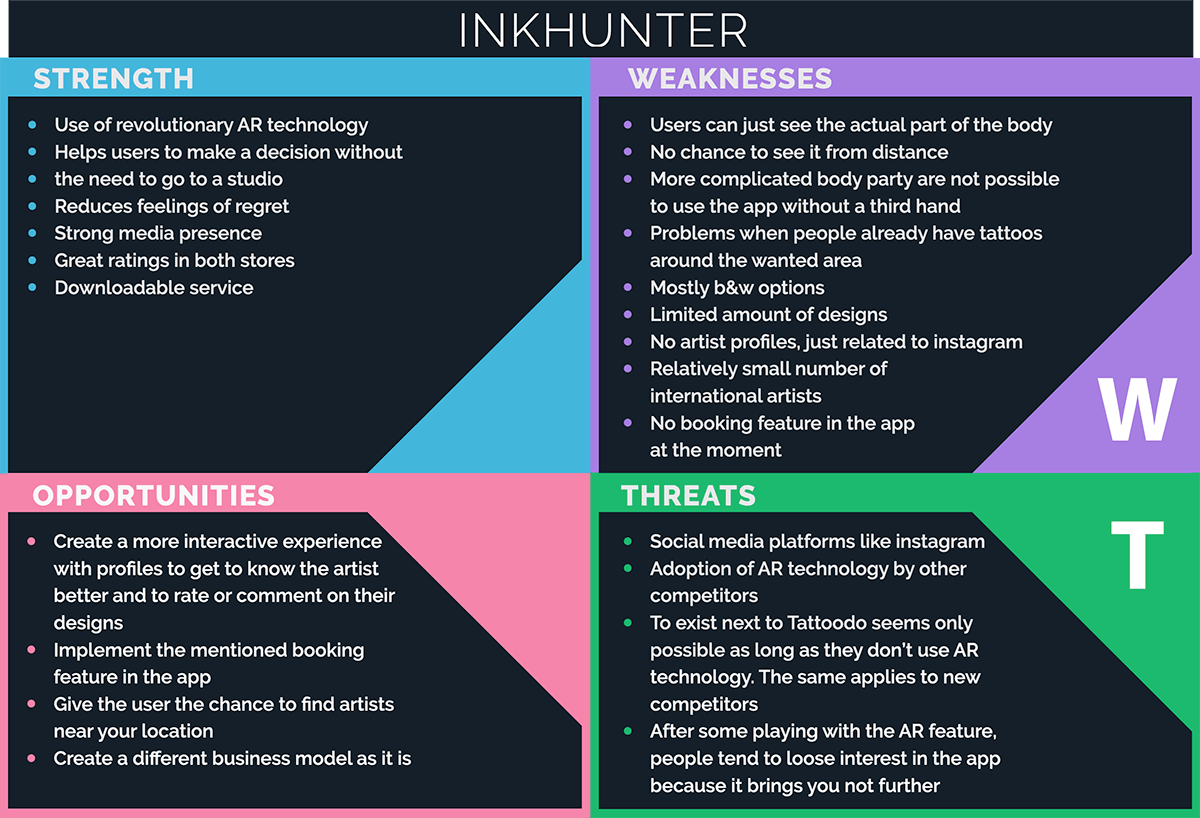 INKHUNTER
STRENGTH
• Use of revolutionary AR technology
• Helps users to make a decision without
• the need to go to a studio
• Reduces feelings of regret
• Strong media presence
• Great ratings in both stores
• Downloadable service
WEAKNESSES
• Users can just see the actual part of the body
• No chance to see it from distance
• More complicated body party are not possible
to use the app without a third hand
• Problems when people already have tattoos
around the wanted area
• Mostly b&w options
• Limited amount of designs
• No artist profiles, just related to instagram
• Relatively small number of
international artists
• No booking feature in the app
at the moment
W
OPPORTUNITIES
• Create a more interactive experience
with profiles to get to know the artist
better and to rate or comment on their
designs
• Implement the mentioned booking
feature in the app
• Give the user the chance to find artists
near your location
• Create a different business model as it is
THREATS
T
• Social media platforms like instagram
• Adoption of AR technology by other
competitors
• To exist next to Tattoodo seems only
possible as long as they don’t use AR
technology. The same applies to new
competitors
• After some playing with the AR feature,
people tend to loose interest in the app
because it brings you not further